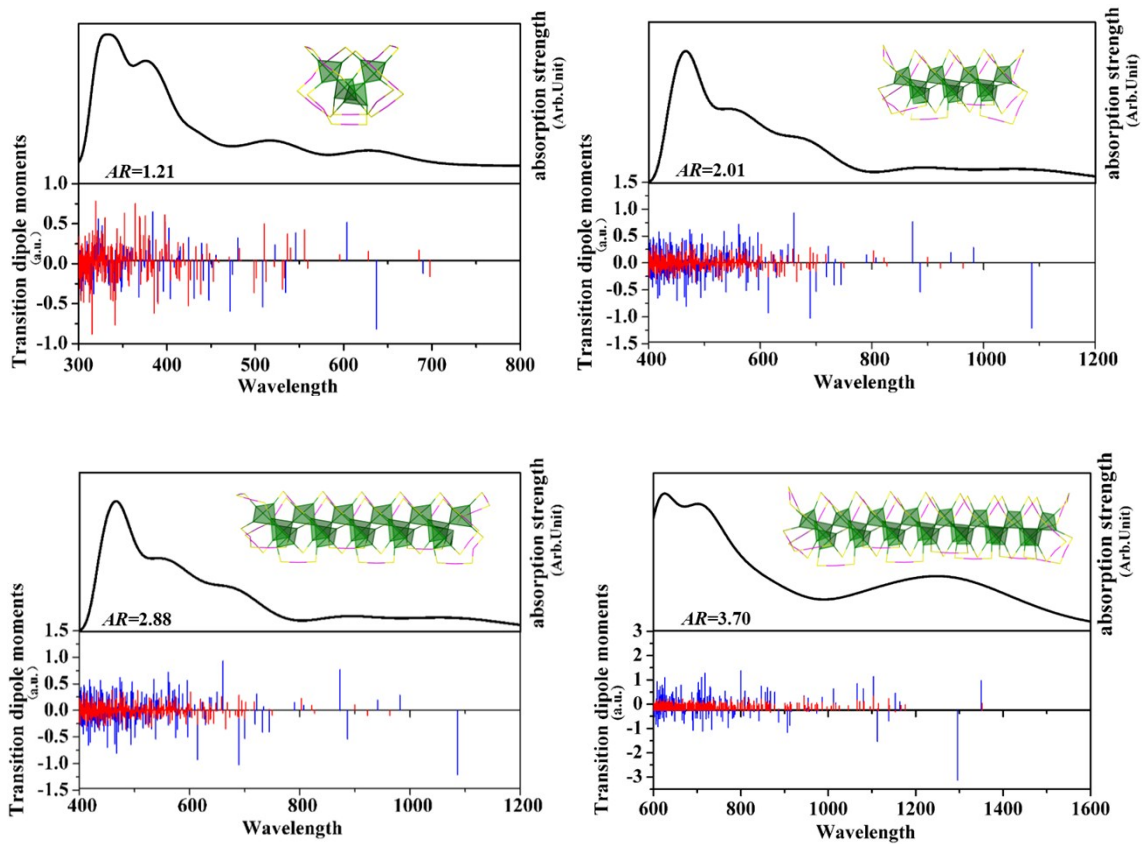 absorption strength
(Arb.Unit)
AR=1.21
Transition dipole moments
(a.u.)
1.0
0.5
0.0
-0.5
-1.0
300 400 500 600 700 800
Wavelength
absorption strength
(Arb.Unit)
AR=2.01
Transition dipole moments
(a.u.)
1.5
1.0
0.5
0.0
-0.5
-1.0
-1.5
400 600 800 1000 1200
Wavelength
absorption strength
(Arb.Unit)
AR=2.88
Transition dipole moments
(a.u.)
1.5
1.0
0.5
0.0
-0.5
-1.0
-1.5
400 600 800 1000 1200
Wavelength
absorption strength
(Arb.Unit)
AR=3.70
Transition dipole moments
(a.u.)
3
2
1
0
-1
-2
-3
600 800 1000 1200 1400 1600
Wavelength